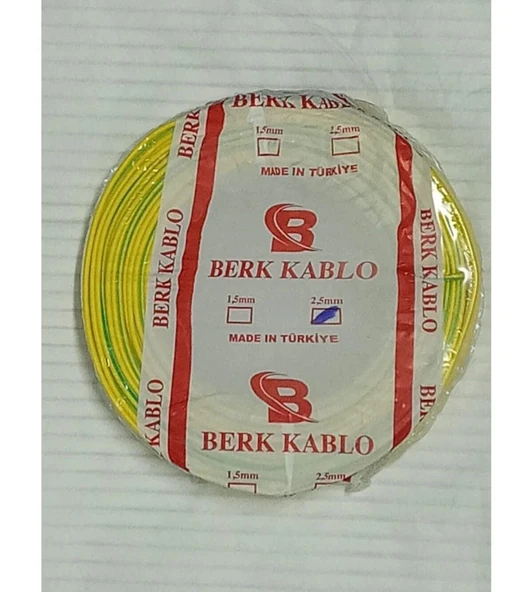 BERK KABLO
1,5mm 2,5mm
MADE IN TÜRKİYE
B
BERK KABLO
1,5mm 2,5mm
MADE IN TÜRKİYE
B
BERK KABLO
1,5mm 2,5mm
BERK
BERK KABLO
KABLO
BERK KABLO
BE